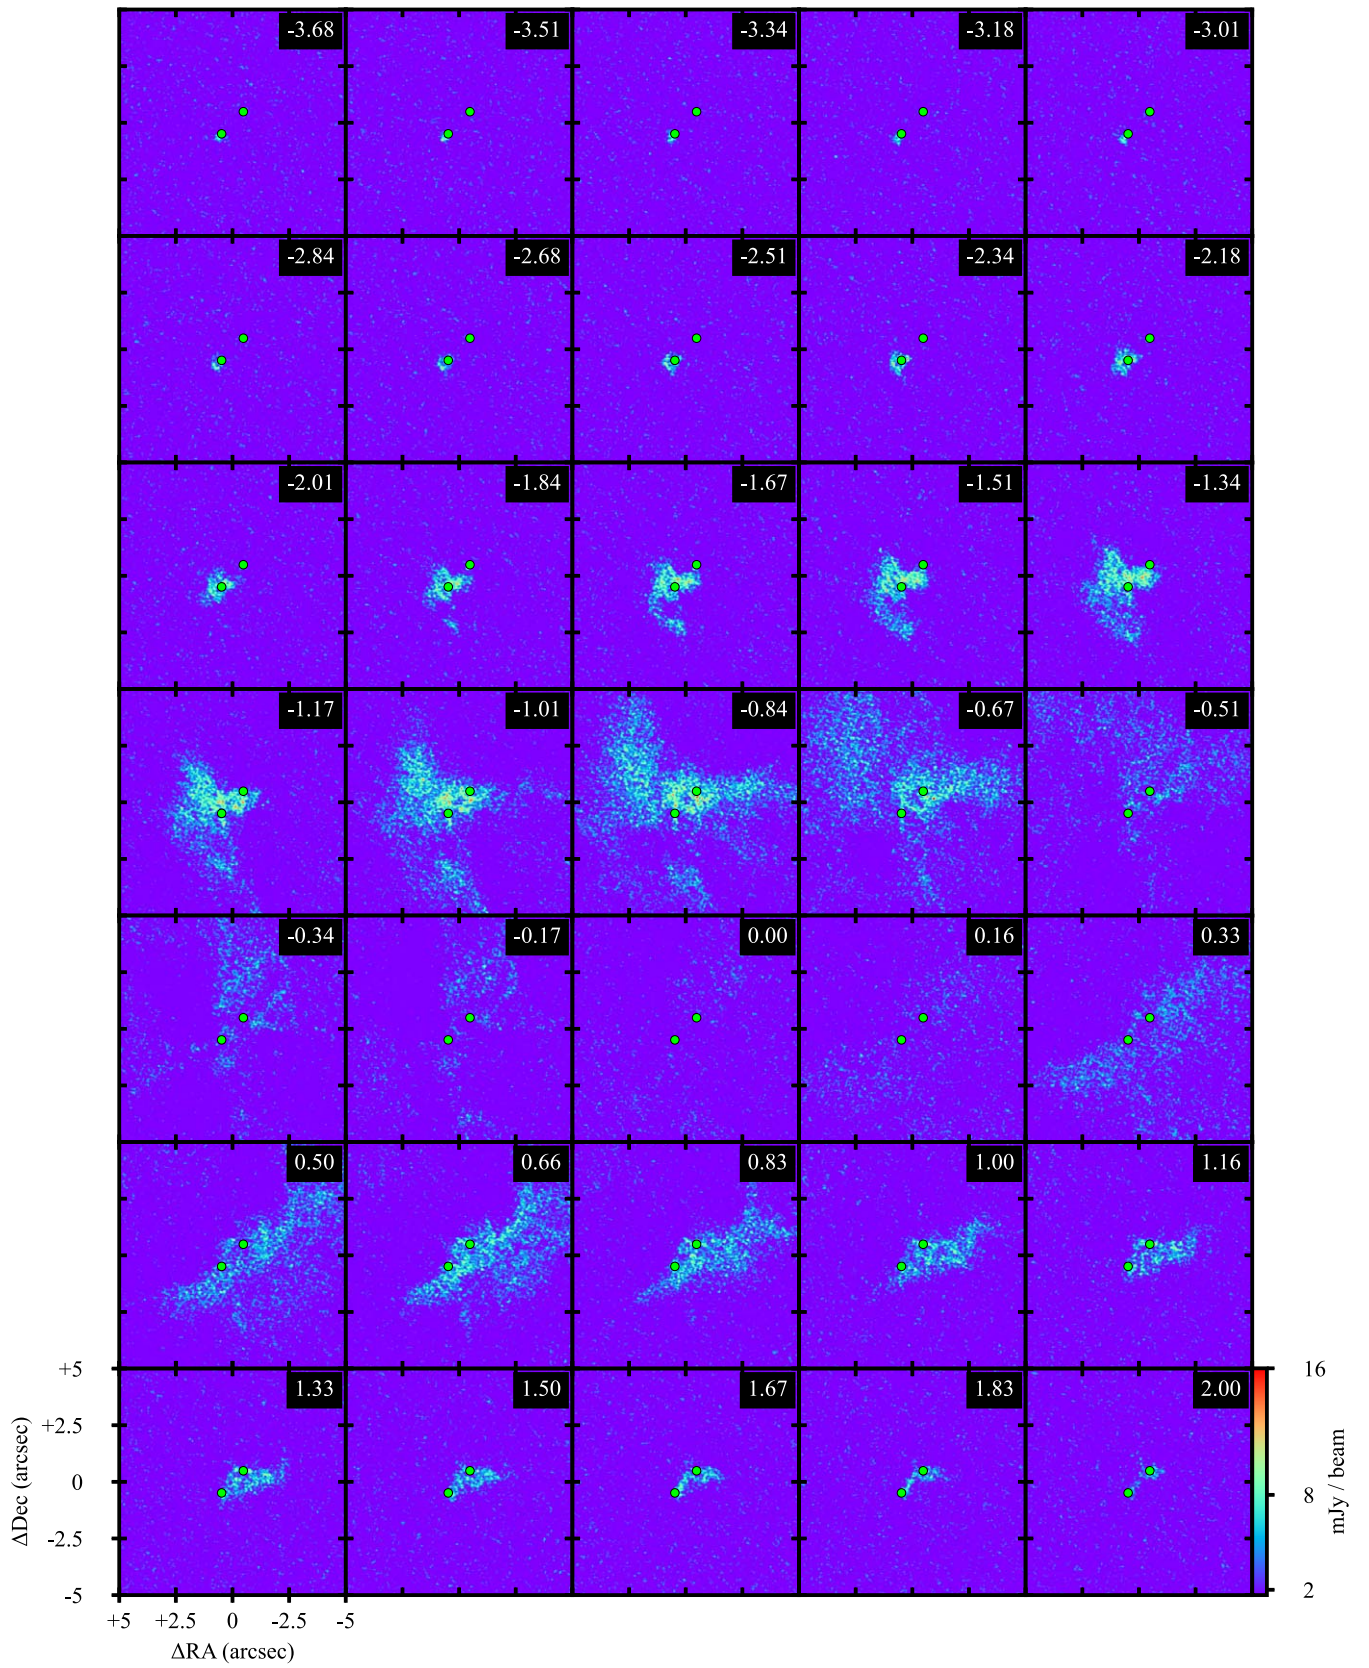 -3.68 -3.51 -3.34 -3.18 -3.01
-2.84 -2.68 -2.51 -2.34 -2.18
-2.01 -1.84 -1.67 -1.51 -1.34
-1.17 -1.01 -0.84 -0.67 -0.51
-0.34 -0.17 0.00 0.16 0.33
0.50 0.66 0.83 1.00 1.16
1.33 1.50 1.67 1.83 2.00
+5
+2.5
0
-2.5
-5
ΔDec (arcsec)
+5 +2.5 0 -2.5 -5
ΔRA (arcsec)
16
8
2
mJy / beam